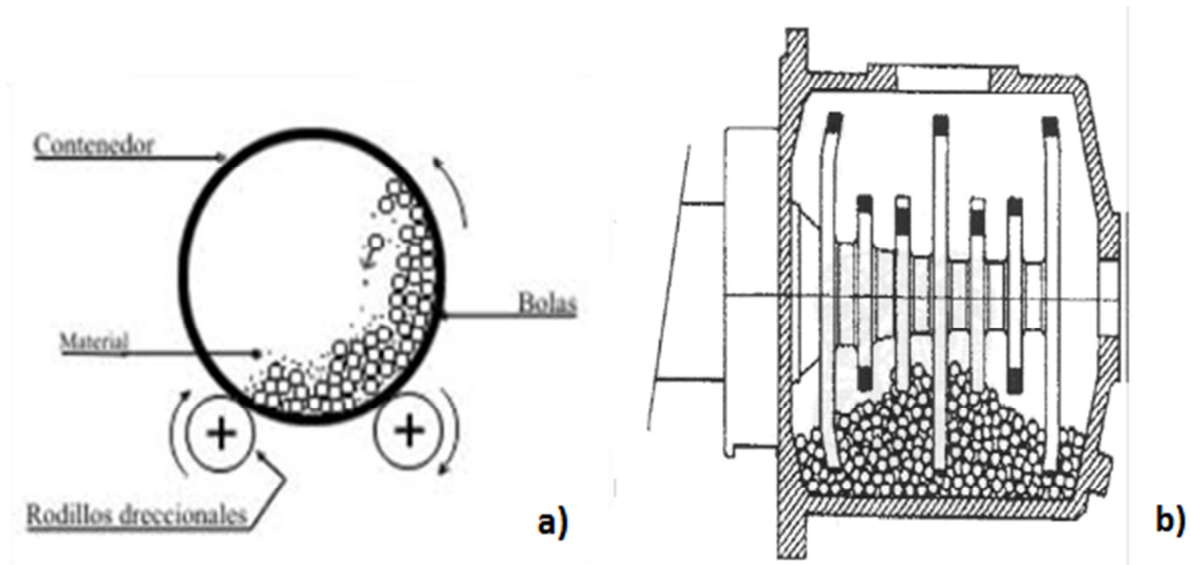 Contenedor
Bolas
Material
Rodillos dreccionales
a)
b)